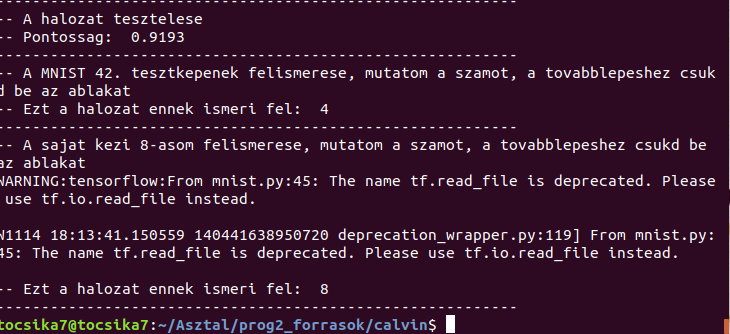 ----------------------------------------------------------------
-- A halozat tesztelese
-- Pontossag:  0.9193
----------------------------------------------------------------
-- A MNIST 42. tesztkepenek felismerese, mutatom a szamot, a tovabblepeshez csuk
d be az ablakat
-- Ezt a halozat ennek ismeri fel:  4
----------------------------------------------------------------
-- A sajat kezi 8-asom felismerese, mutatom a szamot, a tovabblepeshez csukd be
az ablakat
WARNING:tensorflow:From mnist.py:45: The name tf.read_file is deprecated. Please
 use tf.io.read_file instead.
W1114 18:13:41.150559 140441638950720 deprecation_wrapper.py:119] From mnist.py:
45: The name tf.read_file is deprecated. Please use tf.io.read_file instead.
-- Ezt a halozat ennek ismeri fel:  8
----------------------------------------------------------------
tocsika7@tocsika7:~/Asztal/prog2_forrasok/calvin$